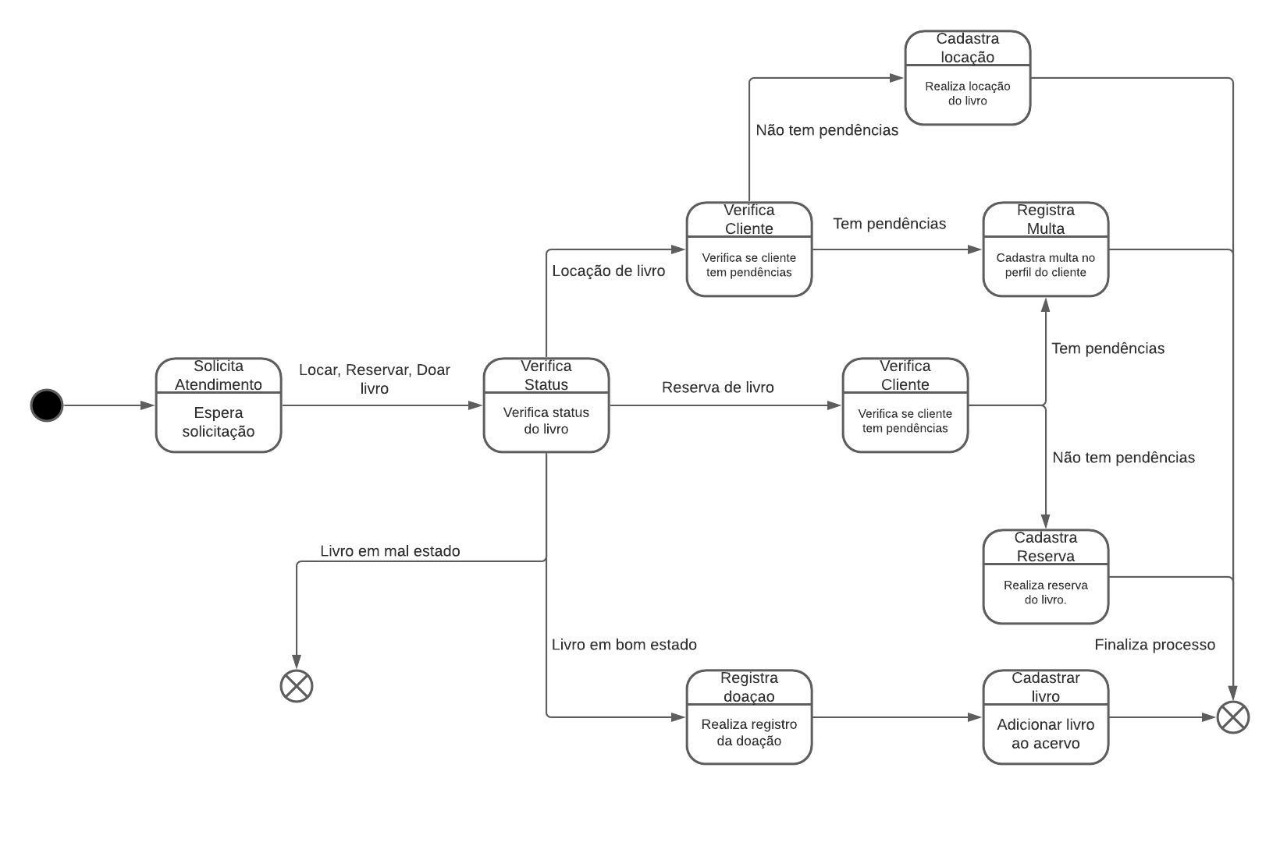 Cadastra
locação
Realiza locação
do livro
Não tem pendências
Verifica
Cliente
Verifica se cliente
tem pendências
Tem pendências
Registra
Multa
Cadastra multa no
perfil do cliente
Locação de livro
Solicita
Atendimento
Espera
solicitação
Locar, Reservar, Doar
livro
Verifica
Status
Verifica status
do livro
Reserva de livro
Verifica
Cliente
Verifica se cliente
tem pendências
Tem pendências
Não tem pendências
Cadastra
Reserva
Realiza reserva
do livro.
Livro em mal estado
Livro em bom estado
Registra
doaçao
Realiza registro
da doação
Cadastrar
livro
Adicionar livro
ao acervo
Finaliza processo